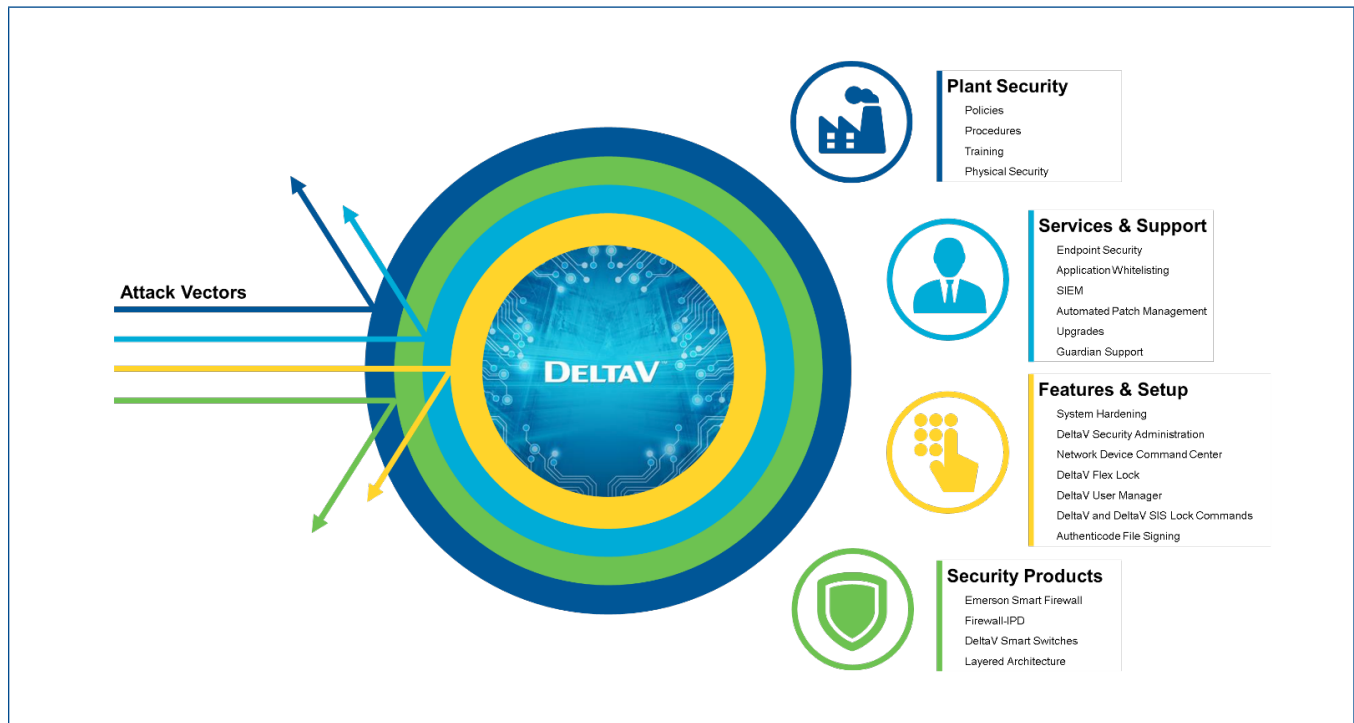 Attack Vectors
DELTAV™
Plant Security
Policies
Procedures
Training
Physical Security
Services & Support
Endpoint Security
Application Whitelisting
SIEM
Automated Patch Management
Upgrades
Guardian Support
Features & Setup
System Hardening
DeltaV Security Administration
Network Device Command Center
DeltaV Flex Lock
DeltaV User Manager
DeltaV and DeltaV SIS Lock Commands
Authenticode File Signing
Security Products
Emerson Smart Firewall
Firewall-IPD
DeltaV Smart Switches
Layered Architecture